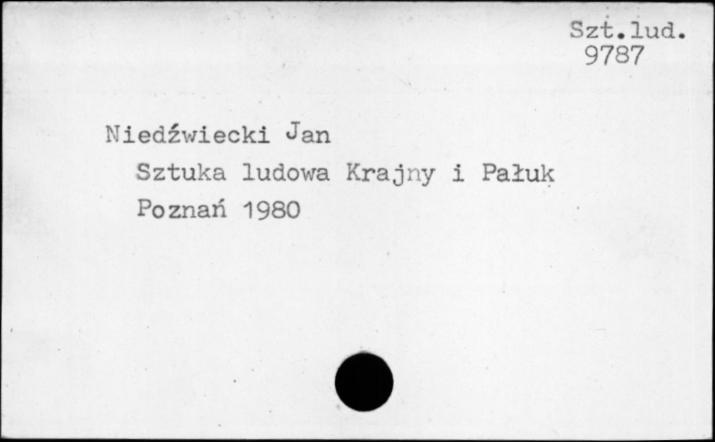 Szt.lud.
9787
Niedźwiecki Jan
Sztuka ludowa Krajny i Pałuk
Poznań 1980